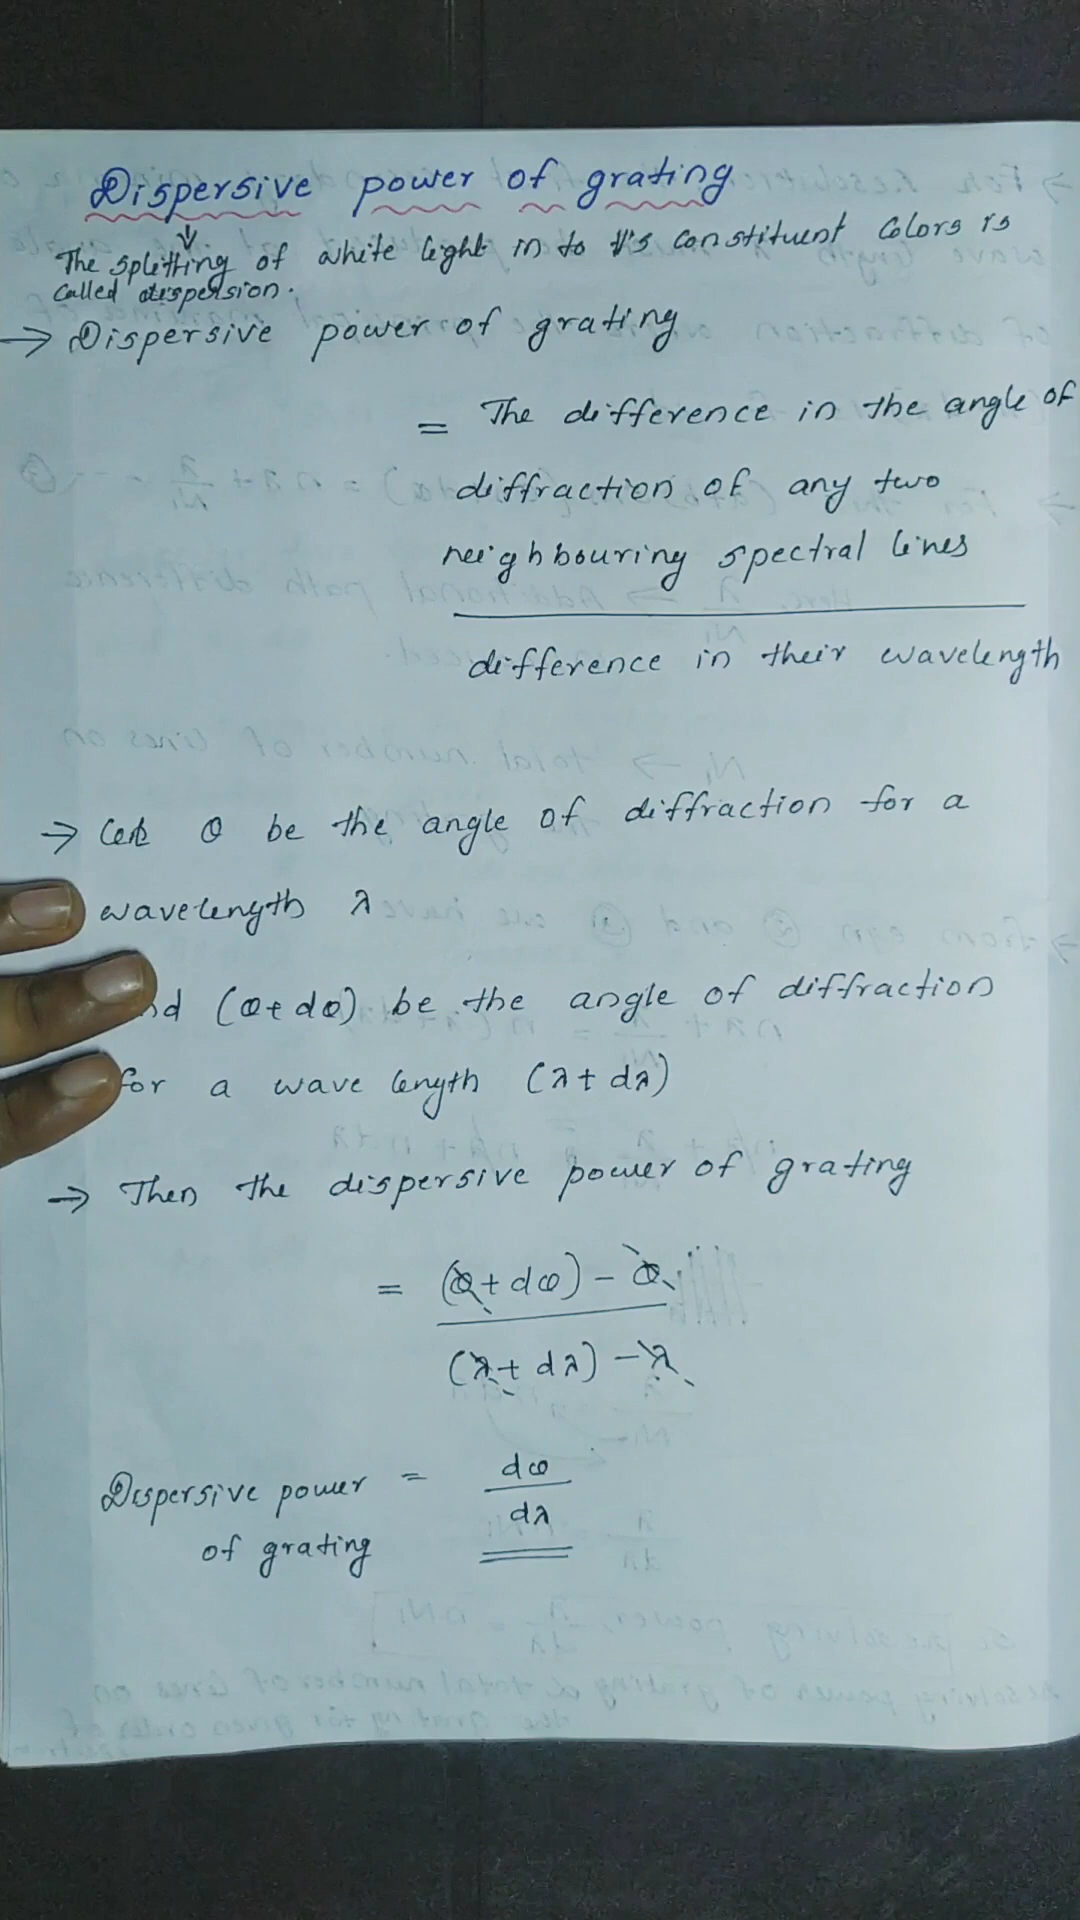 Dispersive power of grating
↓
The splitting of white light in to it's constituent colors is
called dispersion.
→ Dispersive power of grating
= The difference in the angle of
diffraction of any two
neighbouring spectral lines
difference in their wavelength
→ Let θ be the angle of diffraction for a
wavelength λ
nd (θ+dθ) be the angle of diffraction
for a wave length (λ+dλ)
→ Then the dispersive power of grating
= (θ+dθ)-θ
(λ+dλ)-λ
Dispersive power = dθ
dλ
of grating